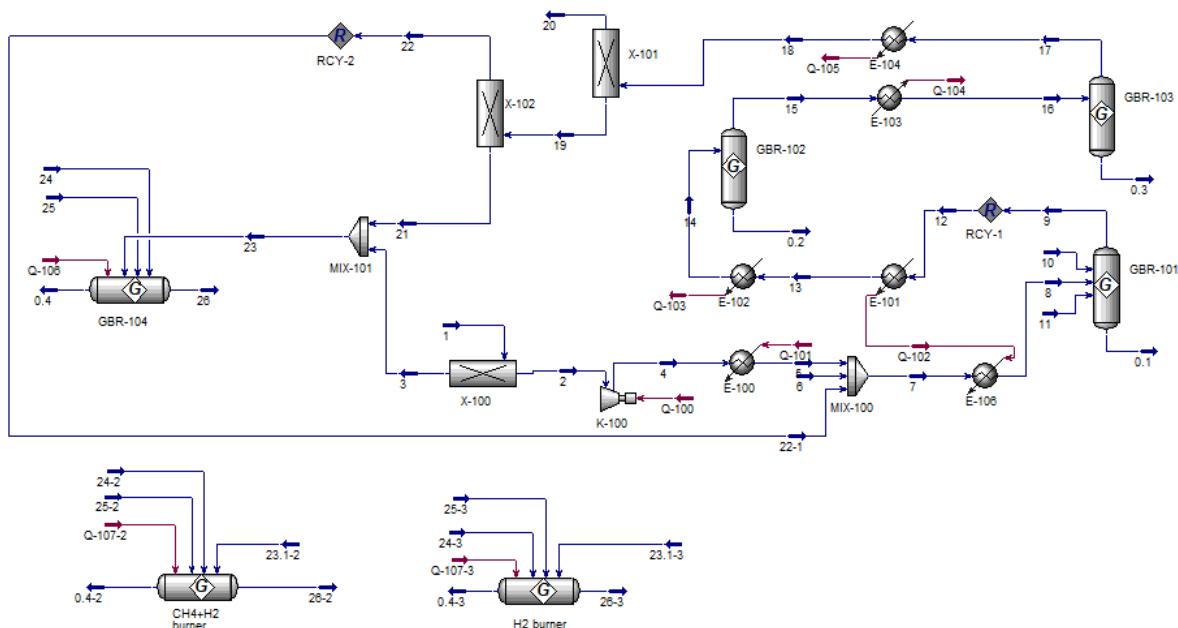 20
22
RCY-2
X-101
18
Q-105
E-104
17
X-102
15
Q-104
E-103
16
GBR-103
19
GBR-102
0.3
24
25
14
12
RCY-1
9
21
23
MIX-101
0.2
10
GBR-101
8
Q-106
G
0.4
26
GBR-104
Q-103
E-102
13
E-101
11
1
Q-102
0.1
3
X-100
2
4
Q-101
E-100
5
6
7
MIX-100
E-106
K-100
Q-100
22-1
24-2
25-2
Q-107-2
23.1-2
0.4-2
G
26-2
CH4+H2
burner
25-3
24-3
Q-107-3
23.1-3
0.4-3
G
26-3
H2 burner
R
R
G
G
G